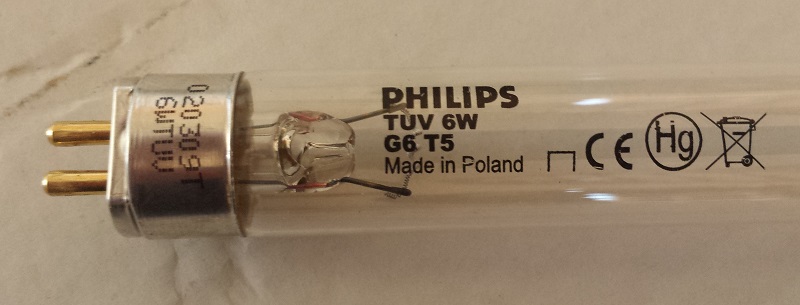 020309T
6WTUV
PHILIPS
TUV 6W
G6 T5
Made in Poland
CE
Hg